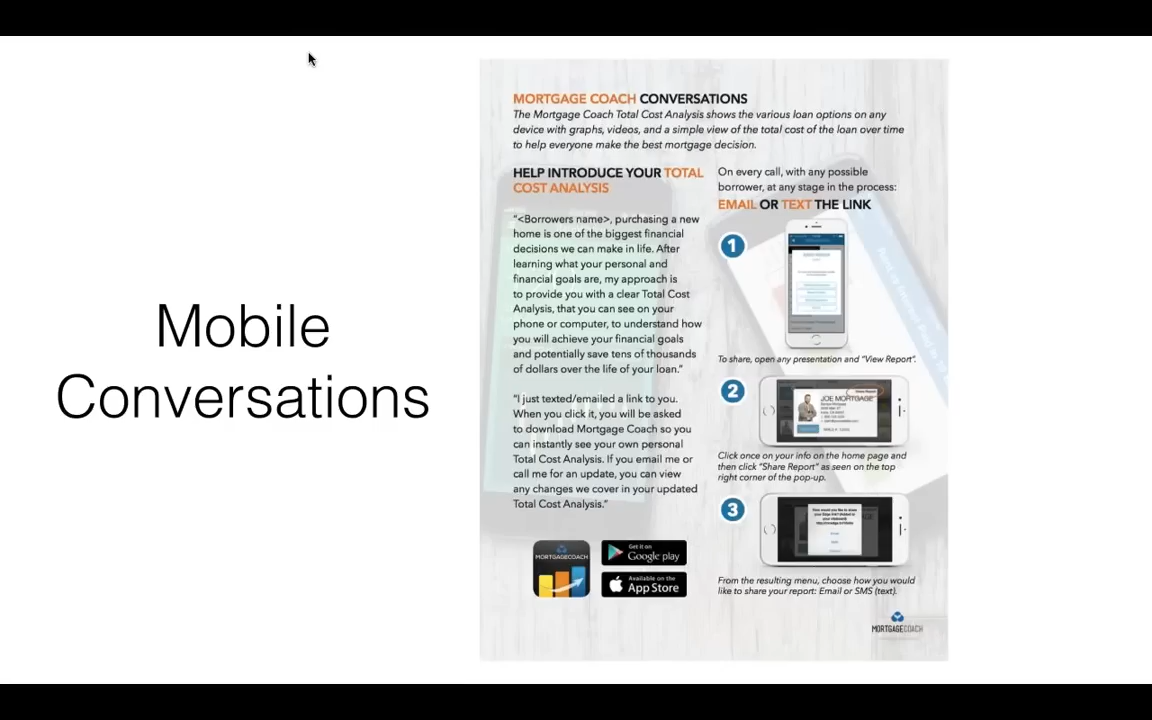 Mobile
Conversations
MORTGAGE COACH CONVERSATIONS
The Mortgage Coach Total Cost Analysis shows the various loan options on any
device with graphs, videos, and a simple view of the total cost of the loan over time
to help everyone make the best mortgage decision.
HELP INTRODUCE YOUR TOTAL
COST ANALYSIS
"<Borrowers name>, purchasing a new
home is one of the biggest financial
decisions we can make in life. After
learning what your personal and
financial goals are, my approach is
to provide you with a clear Total Cost
Analysis, that you can see on your
phone or computer, to understand how
you will achieve your financial goals
and potentially save tens of thousands
of dollars over the life of your loan."
"I just texted/emailed a link to you.
When you click it, you will be asked
to download Mortgage Coach so you
can instantly see your own personal
Total Cost Analysis. If you email me or
call me for an update, you can view
any changes we cover in your updated
Total Cost Analysis."
MORTGAGECOACH
Get it on
Google play
Available on the
App Store
On every call, with any possible
borrower, at any stage in the process:
EMAIL OR TEXT THE LINK
1
To share, open any presentation and "View Report".
2
JOE MORTGAGE
Click once on your info on the home page and
then click "Share Report" as seen on the top
right corner of the pop-up.
3
From the resulting menu, choose how you would
like to share your report: Email or SMS (text).
MORTGAGECOACH